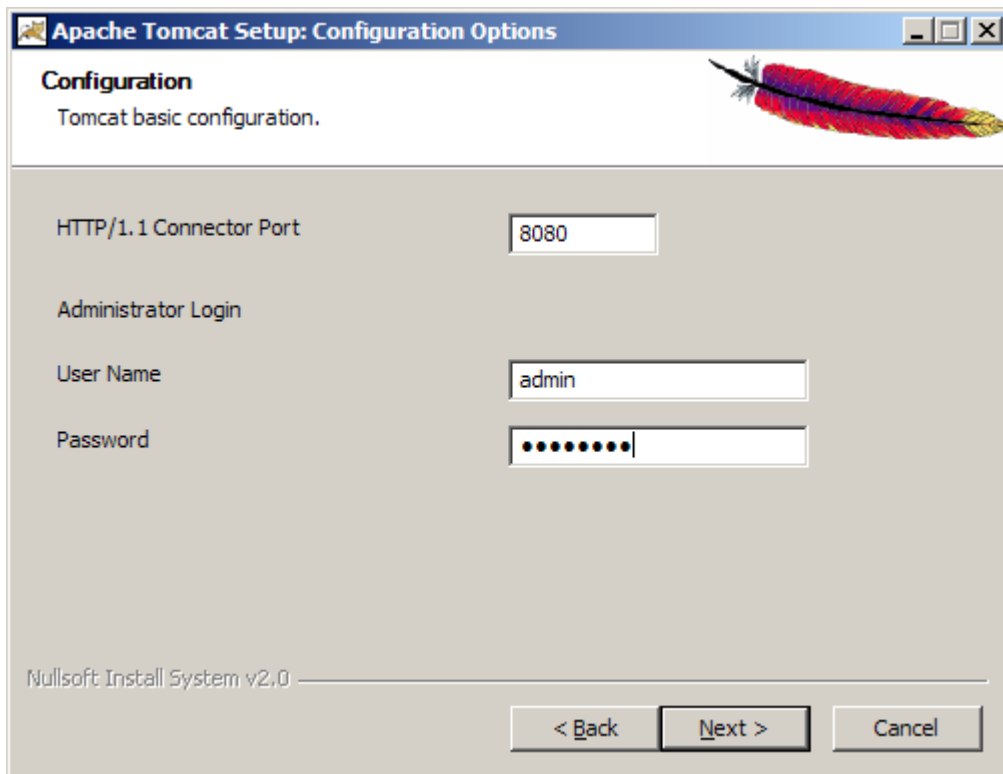 Apache Tomcat Setup: Configuration Options
Configuration
Tomcat basic configuration.
HTTP/1.1 Connector Port 8080
Administrator Login
User Name admin
Password ●●●●●●●●
Nullsoft Install System v2.0
< Back Next > Cancel